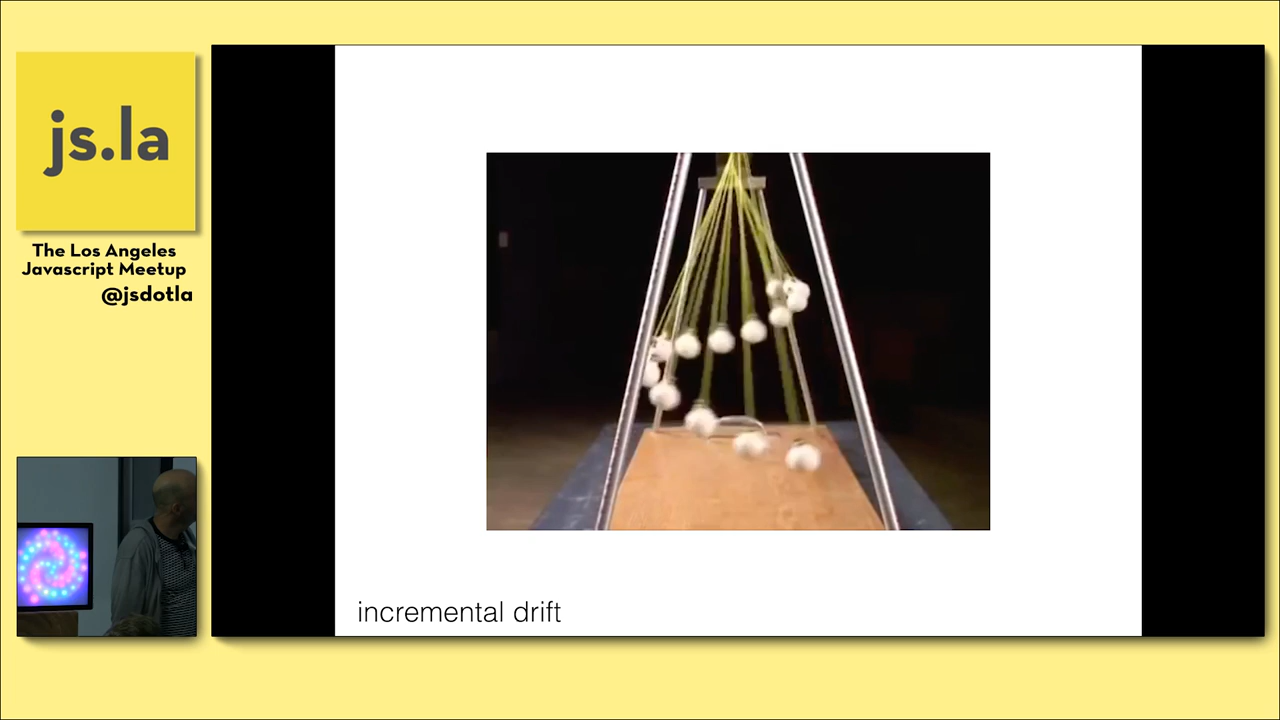 js.la
The Los Angeles
Javascript Meetup
@jsdotla
incremental drift